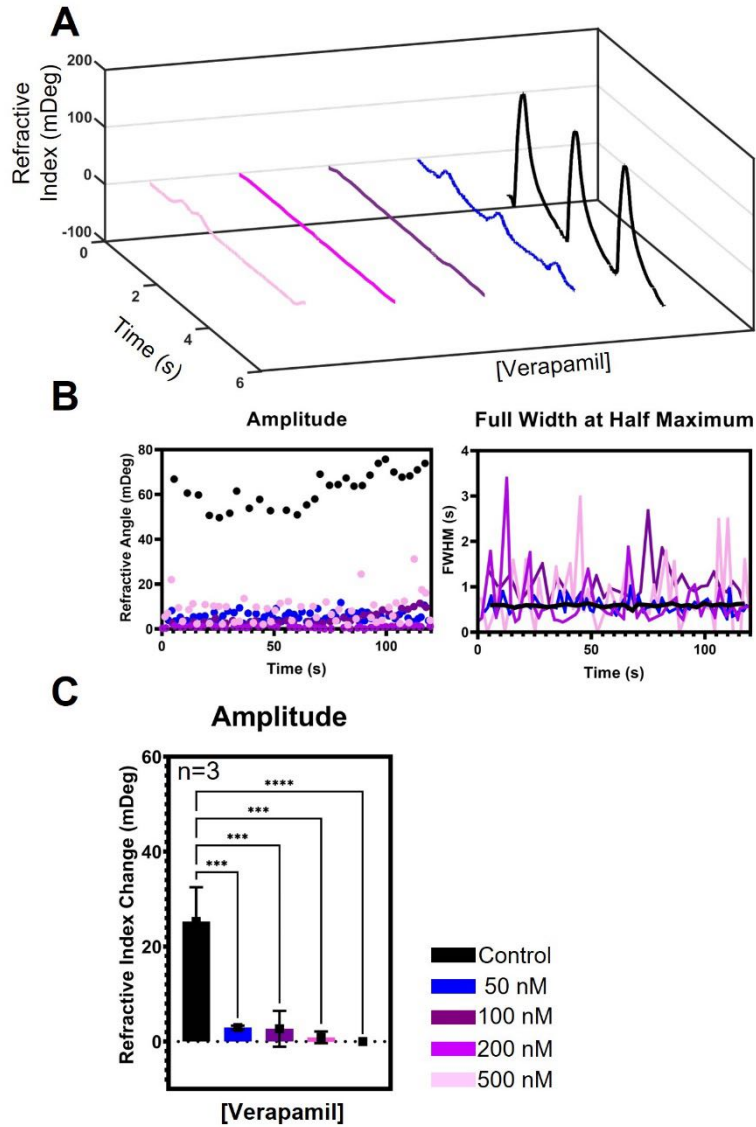 A
Refractive
Index (mDeg)
200
100
0
-100
0
2
4
6
Time (s)
[Verapamil]
B
Amplitude
Refractive Angle (mDeg)
80
60
40
20
0
0
50
100
Time (s)
Full Width at Half Maximum
FWHM (s)
4
3
2
1
0
0
50
100
Time (s)
C
Amplitude
Refractive Index Change (mDeg)
60
40
20
0
n=3
****
***
***
***
[Verapamil]
Control
50 nM
100 nM
200 nM
500 nM